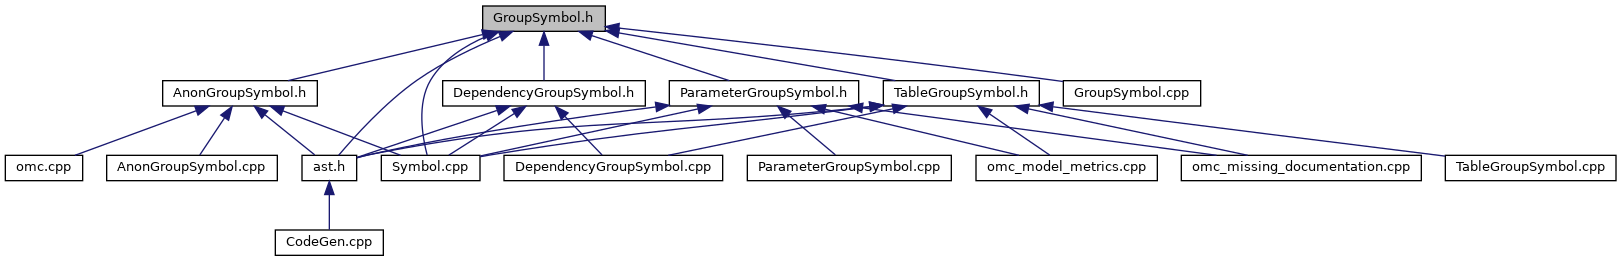 GroupSymbol.h
AnonGroupSymbol.h
DependencyGroupSymbol.h
ParameterGroupSymbol.h
TableGroupSymbol.h
GroupSymbol.cpp
omc.cpp
AnonGroupSymbol.cpp
ast.h
Symbol.cpp
DependencyGroupSymbol.cpp
ParameterGroupSymbol.cpp
omc_model_metrics.cpp
omc_missing_documentation.cpp
TableGroupSymbol.cpp
CodeGen.cpp